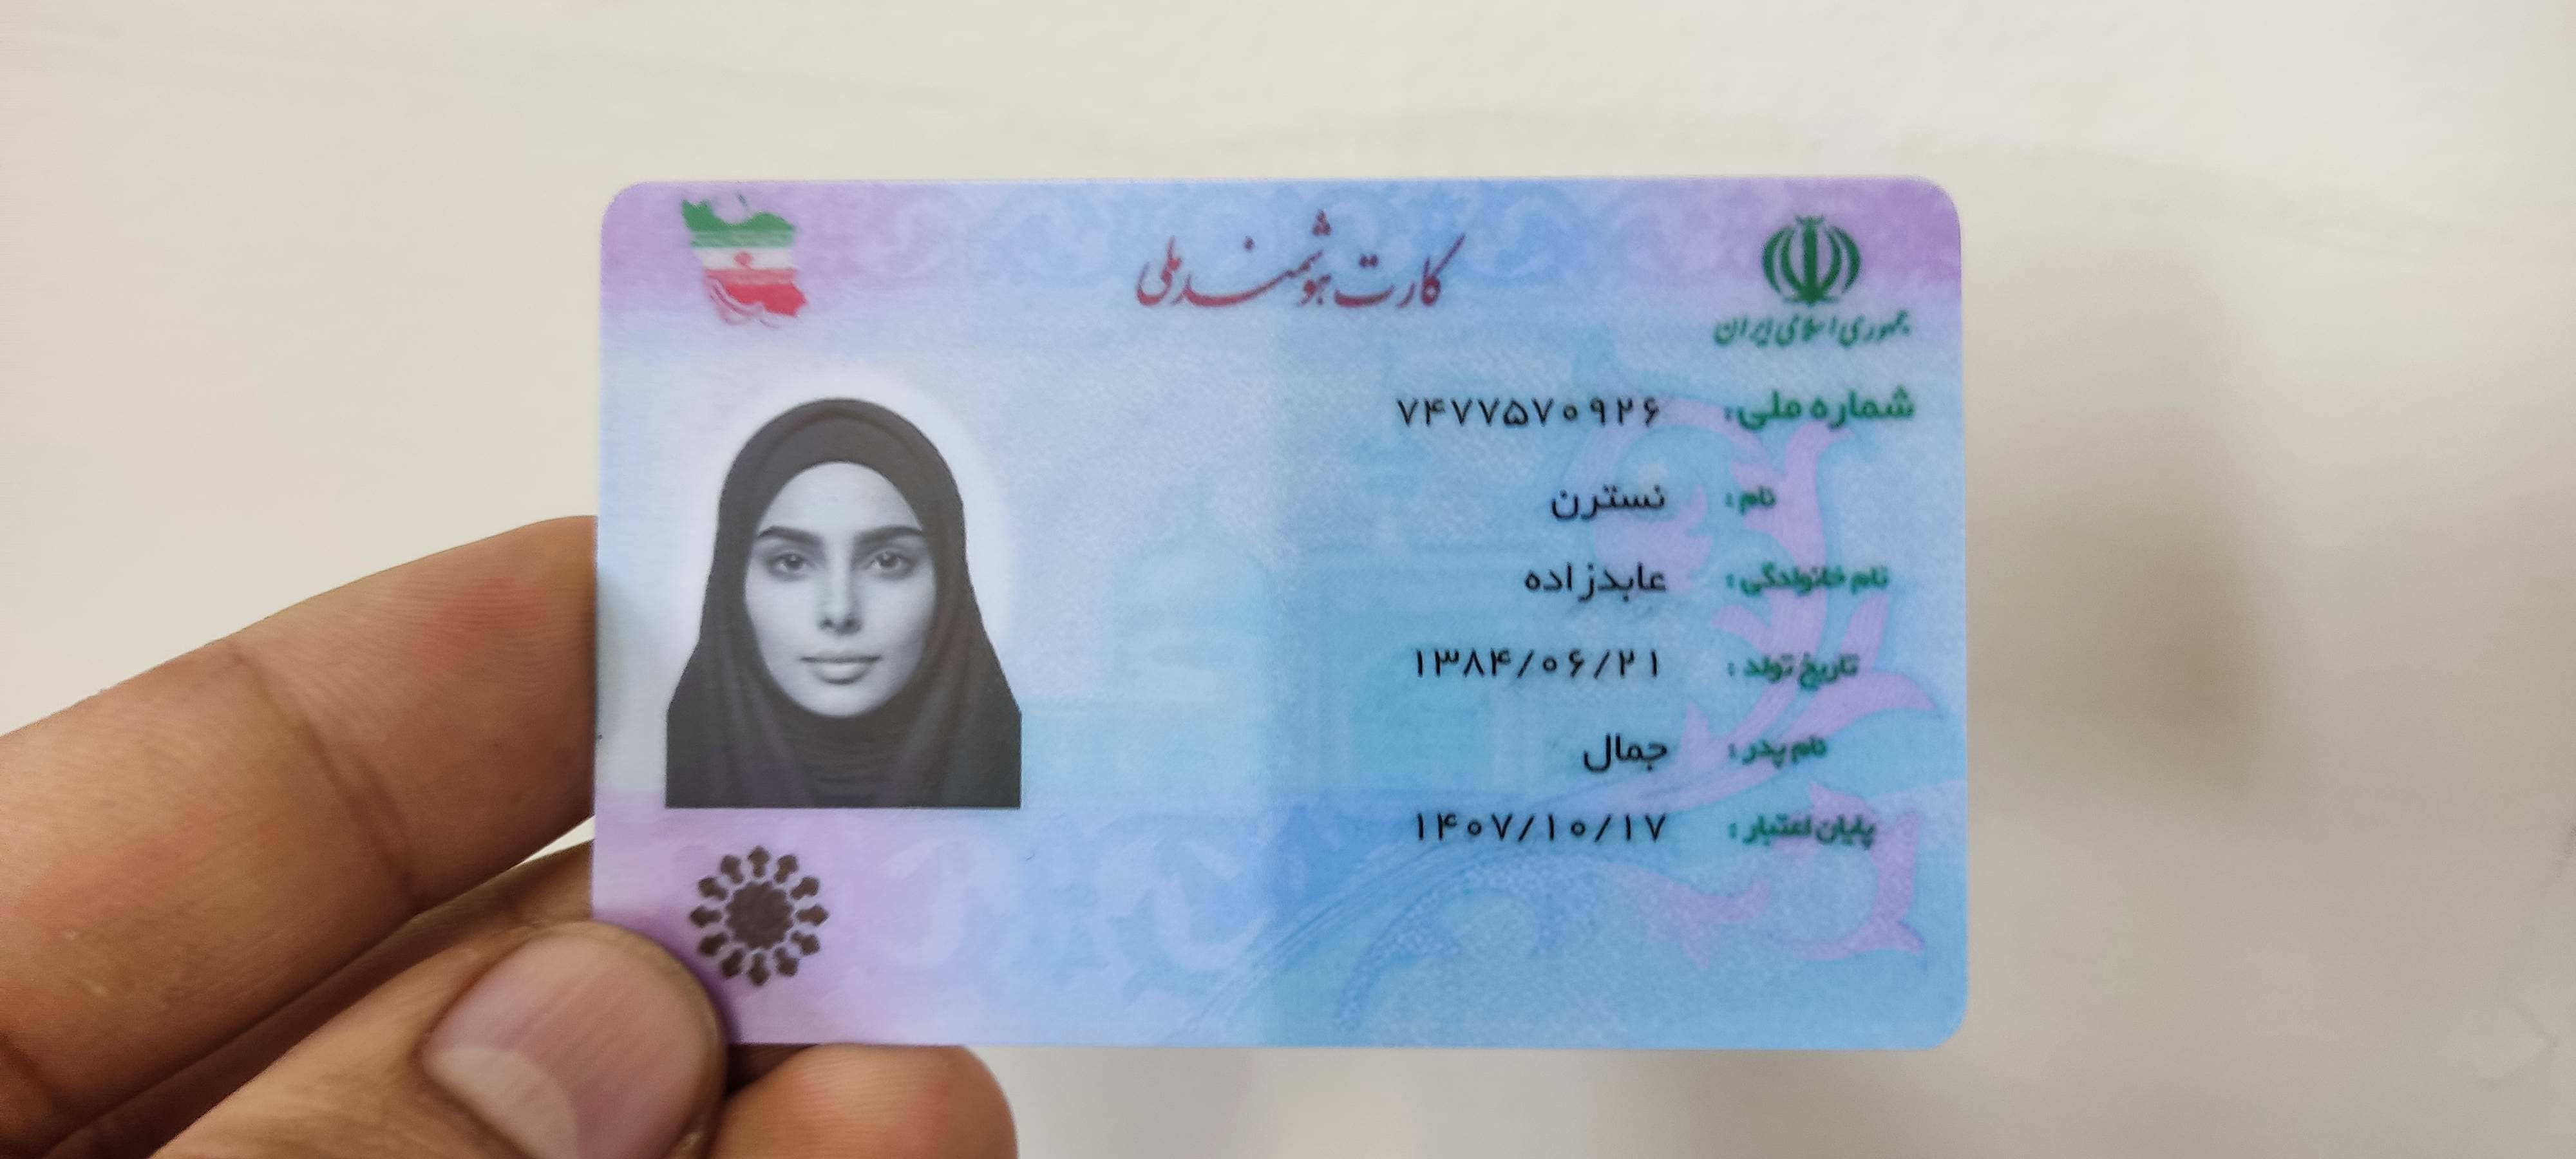 کارت هوشمند ملی
جمهوری اسلامی ایران
شماره ملی: ۷۴۷۷۵۷۰۹۲۶
نام: نسترن
نام خانوادگی: عابدزاده
تاریخ تولد: ۱۳۸۴/۰۶/۲۱
نام پدر: جمال
پایان اعتبار: ۱۴۰۷/۱۰/۱۷